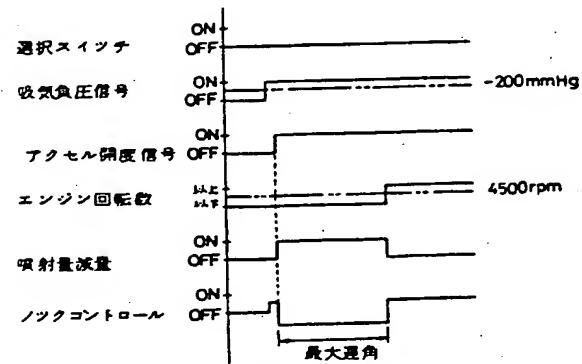 ON
選択スイッチ OFF
ON
吸気負圧信号 OFF -200mmHg
ON
アクセル開度信号 OFF
以上
エンジン回転数 以下 4500rpm
ON
噴射量減量 OFF
ON
ノックコントロール OFF
最大遅角